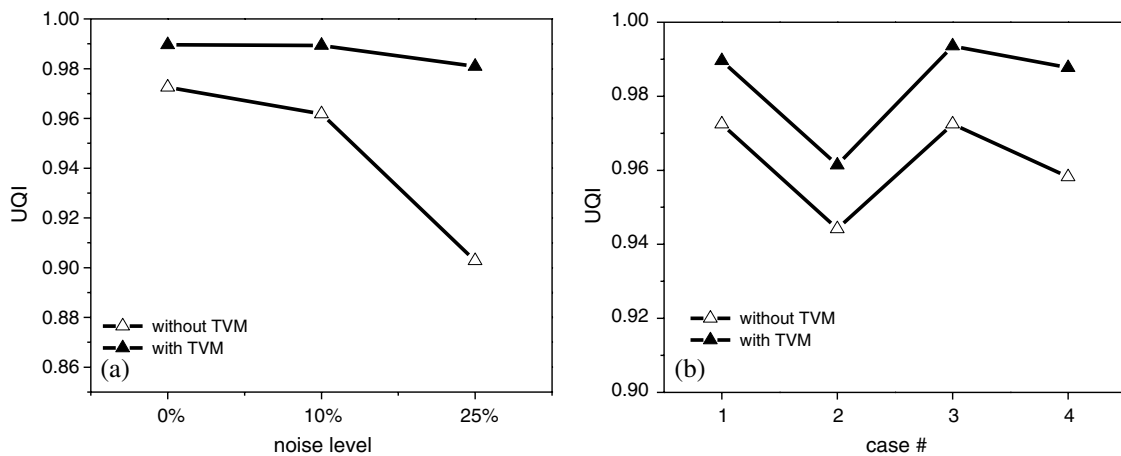 1.00
0.98
0.96
0.94
0.92
0.90
0.88
0.86
UQI
without TVM
with TVM
(a)
0% 10% 25%
noise level
1.00
0.98
0.96
0.94
0.92
0.90
UQI
without TVM
with TVM
(b)
1 2 3 4
case #